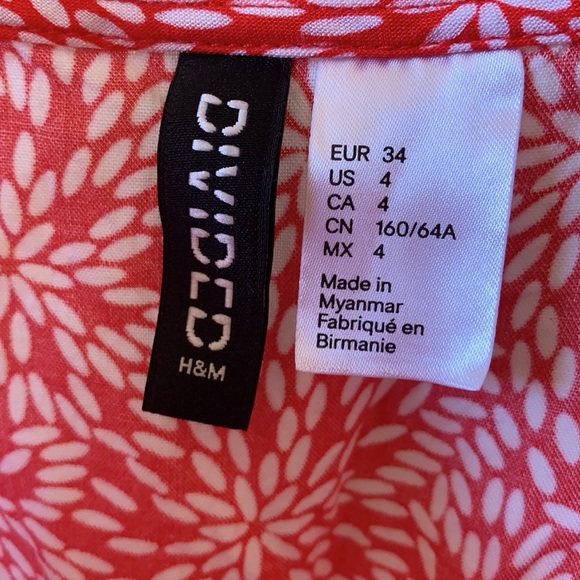 DIVIDED
H&M
EUR 34
US 4
CA 4
CN 160/64A
MX 4
Made in
Myanmar
Fabriqué en
Birmanie